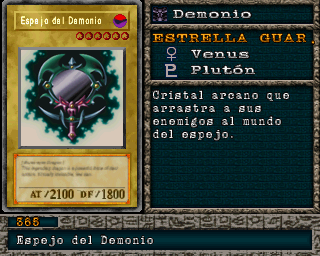 Espejo del Demonio
AT/2100 DF/1800
Demonio
ESTRELLA GUAR.
Venus
Plutón
Cristal arcano que
arrastra a sus
enemigos al mundo
del espejo.
365
Espejo del Demonio